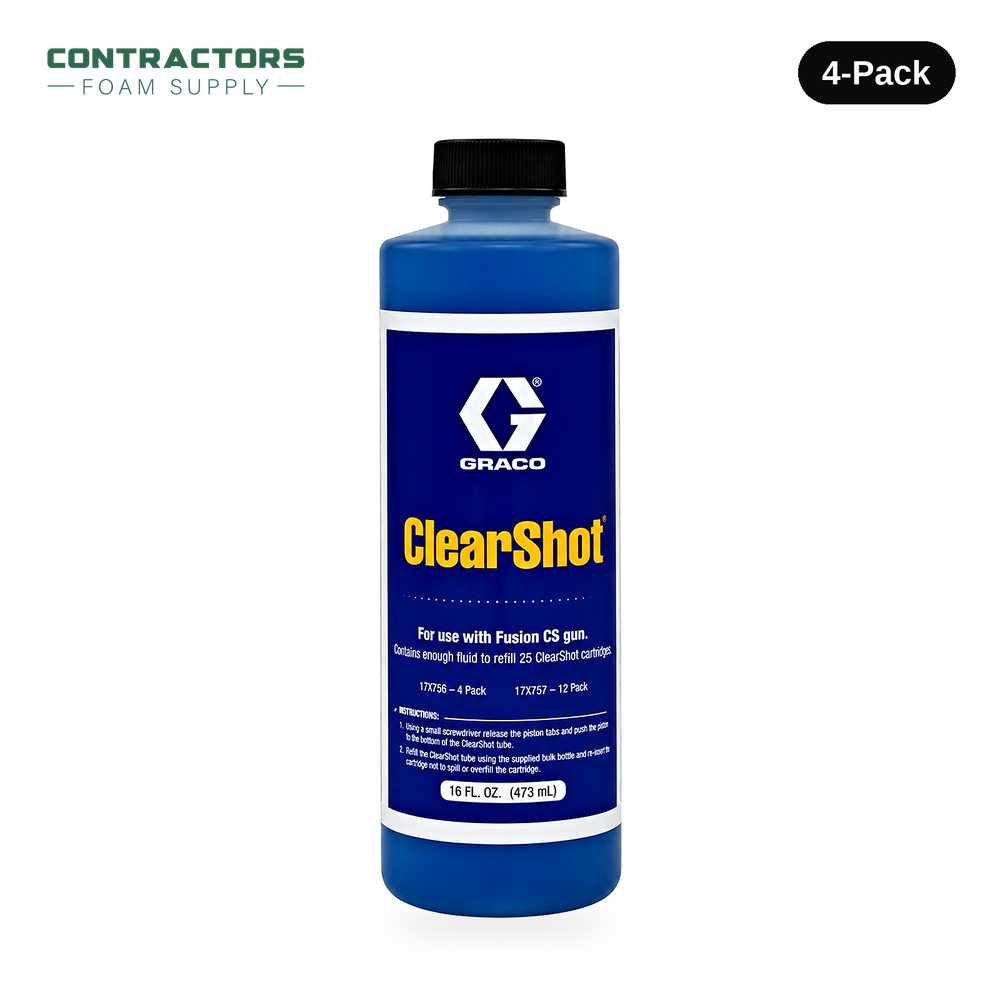 CONTRACTORS
FOAM SUPPLY
4-Pack
®
GRACO
ClearShot®
For use with Fusion CS gun.
Contains enough fluid to refill 25 ClearShot cartridges.
17X756 – 4 Pack 17X757 – 12 Pack
INSTRUCTIONS:
1. Using a small screwdriver release the piston tabs and push the piston
to the bottom of the ClearShot tube.
2. Refill the ClearShot tube using the supplied bulk bottle and re-insert the
cartridge not to spill or overfill the cartridge.
16 FL. OZ. (473 mL)